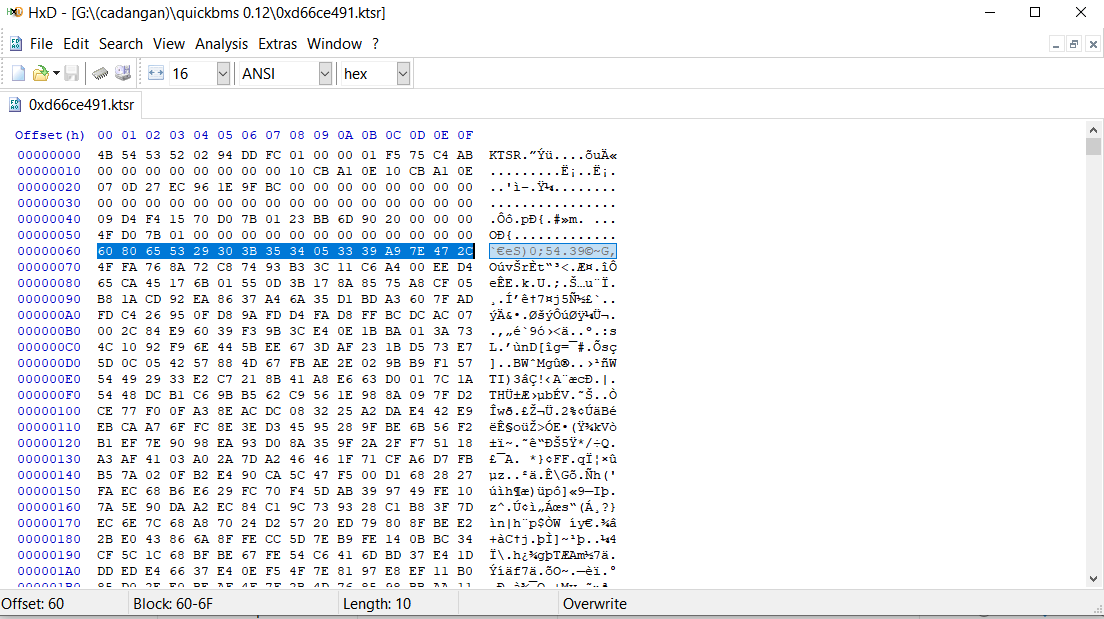 HxD - [G:\(cadangan)\quickbms 0.12\0xd66ce491.ktsr]
File Edit Search View Analysis Extras Window ?
16 ANSI hex
0xd66ce491.ktsr
Offset(h) 00 01 02 03 04 05 06 07 08 09 0A 0B 0C 0D 0E 0F
00000000 4B 54 53 52 02 94 DD FC 01 00 00 01 F5 75 C4 AB KTSR.”Ýü....õuÄ«
00000010 00 00 00 00 00 00 00 00 10 CB A1 0E 10 CB A1 0E .........Ë¡..Ë¡.
00000020 07 0D 27 EC 96 1E 9F BC 00 00 00 00 00 00 00 00 ..'ì–.Ÿ¼........
00000030 00 00 00 00 00 00 00 00 00 00 00 00 00 00 00 00 ................
00000040 09 D4 F4 15 70 D0 7B 01 23 BB 6D 90 20 00 00 00 .Ôô.pÐ{.#»m. ...
00000050 4F D0 7B 01 00 00 00 00 00 00 00 00 00 00 00 00 OÐ{.............
00000060 60 80 65 53 29 30 3B 35 34 05 33 39 A9 7E 47 2C `€eS)0;54.39©~G,
00000070 4F FA 76 8A 72 C8 74 93 B3 3C 11 C6 A4 00 EE D4 OúvŠrÈt“³<.Æ¤.îÔ
00000080 65 CA 45 17 6B 01 55 0D 3B 17 8A 85 75 A8 CF 05 eÊE.k.U.;.Š…u¨Ï.
00000090 B8 1A CD 92 EA 86 37 A4 6A 35 D1 BD A3 60 7F AD ¸.Í’ê†7¤j5Ñ½£`..
000000A0 FD C4 26 95 0F D8 9A FD D4 FA D8 FF BC DC AC 07 ýÄ&•.ØšýÔúØÿ¼Ü¬.
000000B0 00 2C 84 E9 60 39 F3 9B 3C E4 0E 1B BA 01 3A 73 .,„é`9ó›<ä..º.:s
000000C0 4C 10 92 F9 6E 44 5B EE 67 3D AF 23 1B D5 73 E7 L.’ùnD[îg=¯#.Õsç
000000D0 5D 0C 05 42 57 88 4D 67 FB AE 2E 02 9B B9 F1 57 ]..BWˆMgû®..›¹ñW
000000E0 54 49 29 33 E2 C7 21 8B 41 A8 E6 63 D0 01 7C 1A TI)3âÇ!‹A¨æcÐ.|.
000000F0 54 48 DC B1 C6 9B B5 62 C9 56 1E 98 8A 09 7F D2 THÜ±Æ›µbÉV.˜Š..Ò
00000100 CE 77 F0 0F A3 8E AC DC 08 32 25 A2 DA E4 42 E9 Îwð.£Ž¬Ü.2%¢ÚäBé
00000110 EB CA A7 6F FC 8E 3E D3 45 95 28 9F BE 6B 56 F2 ëÊ§oüŽ>ÓE•(Ÿ¾kVò
00000120 B1 EF 7E 90 98 EA 93 D0 8A 35 9F 2A 2F F7 51 18 ±ï~.˜ê“ÐŠ5Ÿ*/÷Q.
00000130 A3 AF 41 03 A0 2A 7D A2 46 46 1F 71 CF A6 D7 FB £¯A. *}¢FF.qÏ¦×û
00000140 B5 7A 02 0F B2 E4 90 CA 5C 47 F5 00 D1 68 28 27 µz..²ä.Ê\Gõ.Ñh('
00000150 FA EC 68 B6 E6 29 FC 70 F4 5D AB 39 97 49 FE 10 úìh¶æ)üpô]«9—Iþ.
00000160 7A 5E 90 DA A2 EC 84 C1 9C 73 93 28 C1 B8 3F 7D z^.Ú¢ì„Áœs“(Á¸?}
00000170 EC 6E 7C 68 A8 70 24 D2 57 20 ED 79 80 8F BE E2 ìn|h¨p$ÒW íy€.¾â
00000180 2B E0 43 86 6A 8F FE CC 5D 7E B9 FE 14 0B BC 34 +àC†j.þÌ]~¹þ..¼4
00000190 CF 5C 1C 68 BF BE 67 FE 54 C6 41 6D BD 37 E4 1D Ï\.h¿¾gþTÆAm½7ä.
000001A0 DD ED E4 66 37 E4 0E F5 4F 7E 81 97 E8 EF 11 B0 Ýíäf7ä.õO~.—èï.°
Offset: 60 Block: 60-6F Length: 10 Overwrite